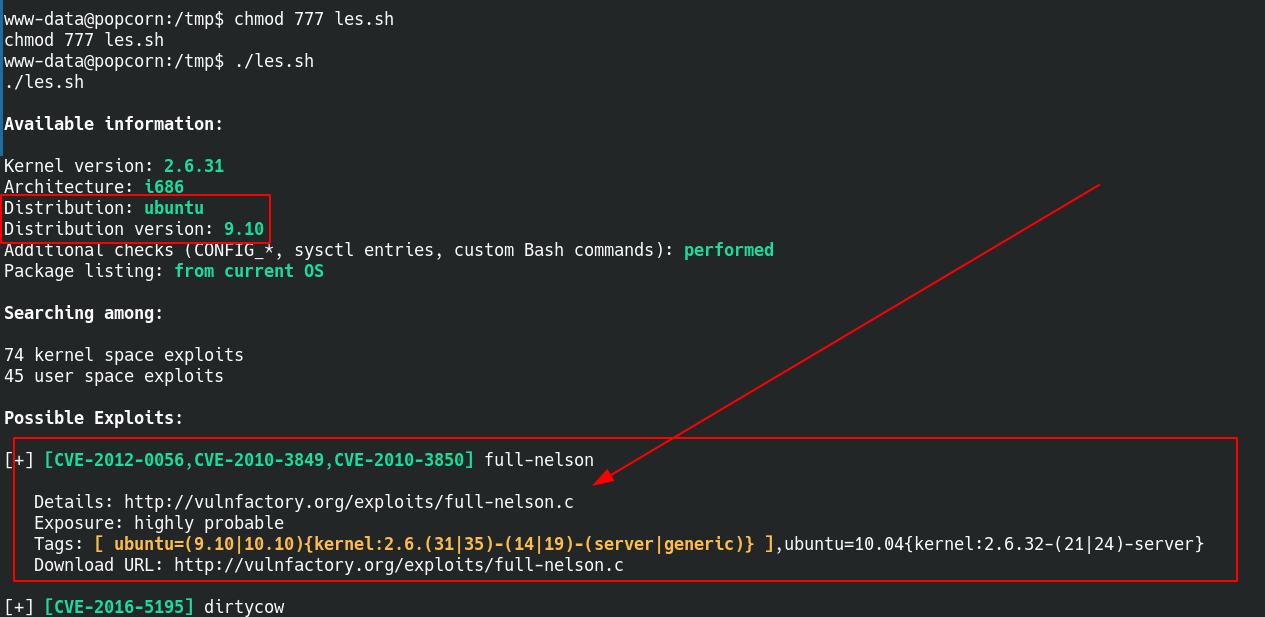 www-data@popcorn:/tmp$ chmod 777 les.sh
chmod 777 les.sh
www-data@popcorn:/tmp$ ./les.sh
./les.sh
Available information:
Kernel version: 2.6.31
Architecture: i686
Distribution: ubuntu
Distribution version: 9.10
Additional checks (CONFIG_*, sysctl entries, custom Bash commands): performed
Package listing: from current OS
Searching among:
74 kernel space exploits
45 user space exploits
Possible Exploits:
[+] [CVE-2012-0056,CVE-2010-3849,CVE-2010-3850] full-nelson
Details: http://vulnfactory.org/exploits/full-nelson.c
Exposure: highly probable
Tags: [ ubuntu=(9.10|10.10){kernel:2.6.(31|35)-(14|19)-(server|generic)} ],ubuntu=10.04{kernel:2.6.32-(21|24)-server}
Download URL: http://vulnfactory.org/exploits/full-nelson.c
[+] [CVE-2016-5195] dirtycow